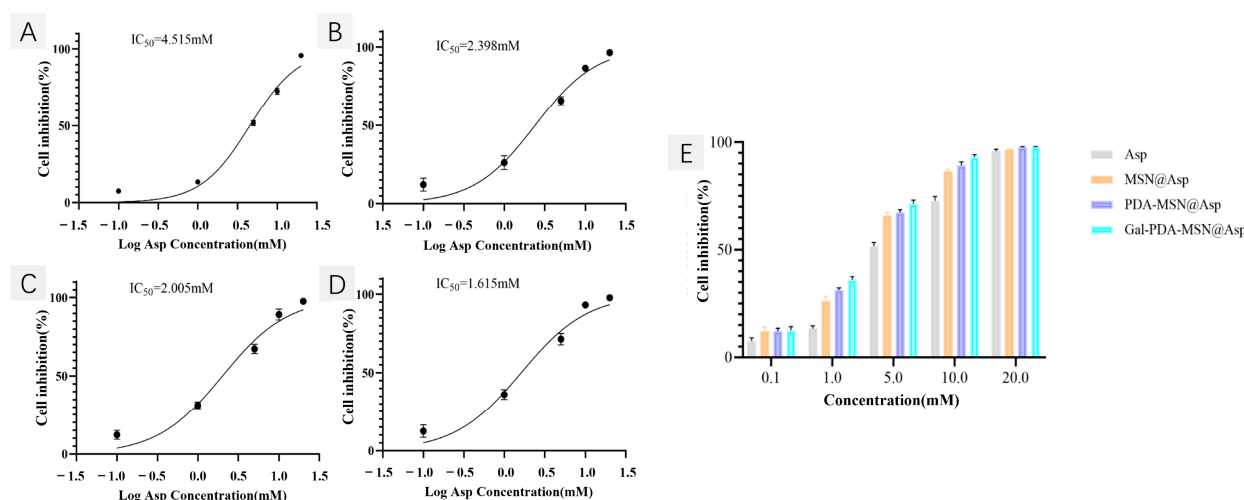 A
IC50=4.515mM
Cell inhibition(%)
100
50
0
−1.5 −1.0 −0.5 0.0 0.5 1.0 1.5
Log Asp Concentration(mM)
B
IC50=2.398mM
Cell inhibition(%)
100
50
0
−1.5 −1.0 −0.5 0.0 0.5 1.0 1.5
Log Asp Concentration(mM)
C
IC50=2.005mM
Cell inhibition(%)
100
50
0
−1.5 −1.0 −0.5 0.0 0.5 1.0 1.5
Log Asp Concentration(mM)
D
IC50=1.615mM
Cell inhibition(%)
100
50
0
−1.5 −1.0 −0.5 0.0 0.5 1.0 1.5
Log Asp Concentration(mM)
E
Cell inhibition(%)
100
50
0
0.1 1.0 5.0 10.0 20.0
Concentration(mM)
Asp
MSN@Asp
PDA-MSN@Asp
Gal-PDA-MSN@Asp